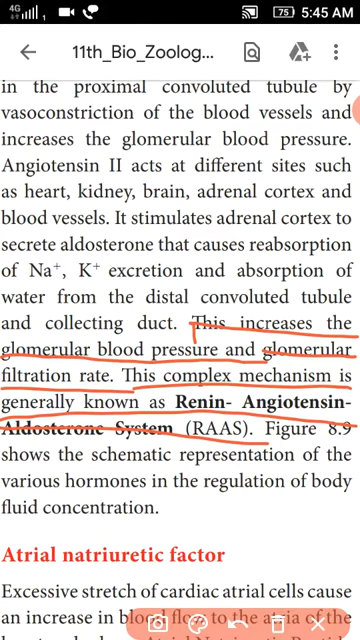 4G 75 5:45 AM
11th_Bio_Zoolog...
in the proximal convoluted tubule by
vasoconstriction of the blood vessels and
increases the glomerular blood pressure.
Angiotensin II acts at different sites such
as heart, kidney, brain, adrenal cortex and
blood vessels. It stimulates adrenal cortex to
secrete aldosterone that causes reabsorption
of Na⁺, K⁺ excretion and absorption of
water from the distal convoluted tubule
and collecting duct. This increases the
glomerular blood pressure and glomerular
filtration rate. This complex mechanism is
generally known as Renin- Angiotensin-
Aldosterone System (RAAS). Figure 8.9
shows the schematic representation of the
various hormones in the regulation of body
fluid concentration.
Atrial natriuretic factor
Excessive stretch of cardiac atrial cells cause
an increase in blood flow to the atria of the